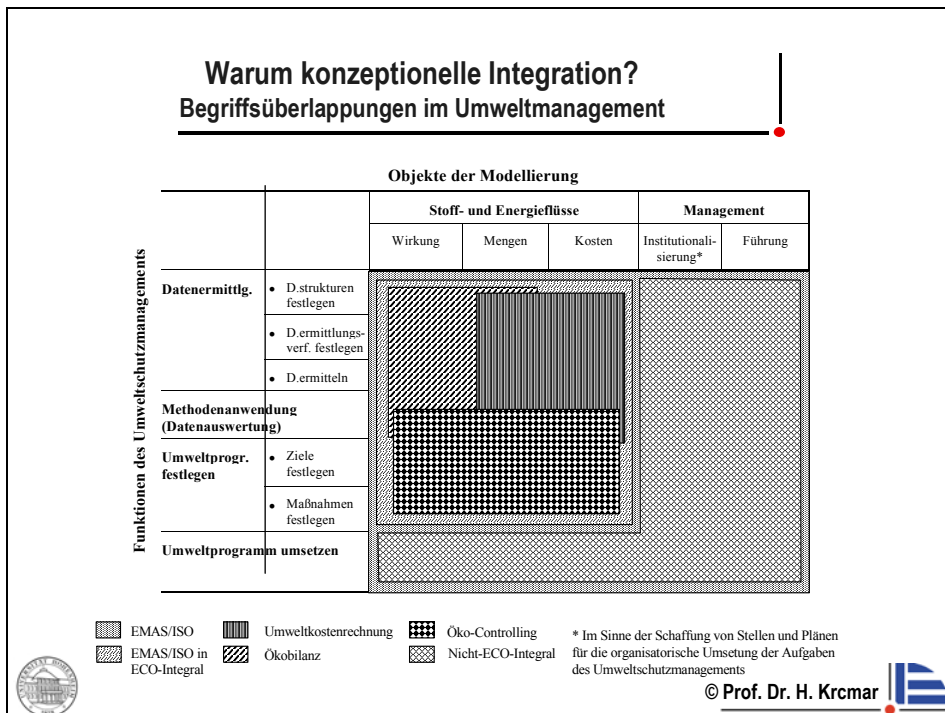 Warum konzeptionelle Integration?
Begriffsüberlappungen im Umweltmanagement
Objekte der Modellierung
Stoff- und Energieflüsse
Management
Wirkung
Mengen
Kosten
Institutionali-
sierung*
Führung
Funktionen des Umweltschutzmanagements
Datenermittlg.
• D.strukturen
festlegen
• D.ermittlungs-
verf. festlegen
• D.ermitteln
Methodenanwendung
(Datenauswertung)
Umweltprogr.
festlegen
• Ziele
festlegen
• Maßnahmen
festlegen
Umweltprogramm umsetzen
EMAS/ISO
Umweltkostenrechnung
Öko-Controlling
EMAS/ISO in
ECO-Integral
Ökobilanz
Nicht-ECO-Integral
* Im Sinne der Schaffung von Stellen und Plänen
für die organisatorische Umsetung der Aufgaben
des Umweltschutzmanagements
© Prof. Dr. H. Krcmar